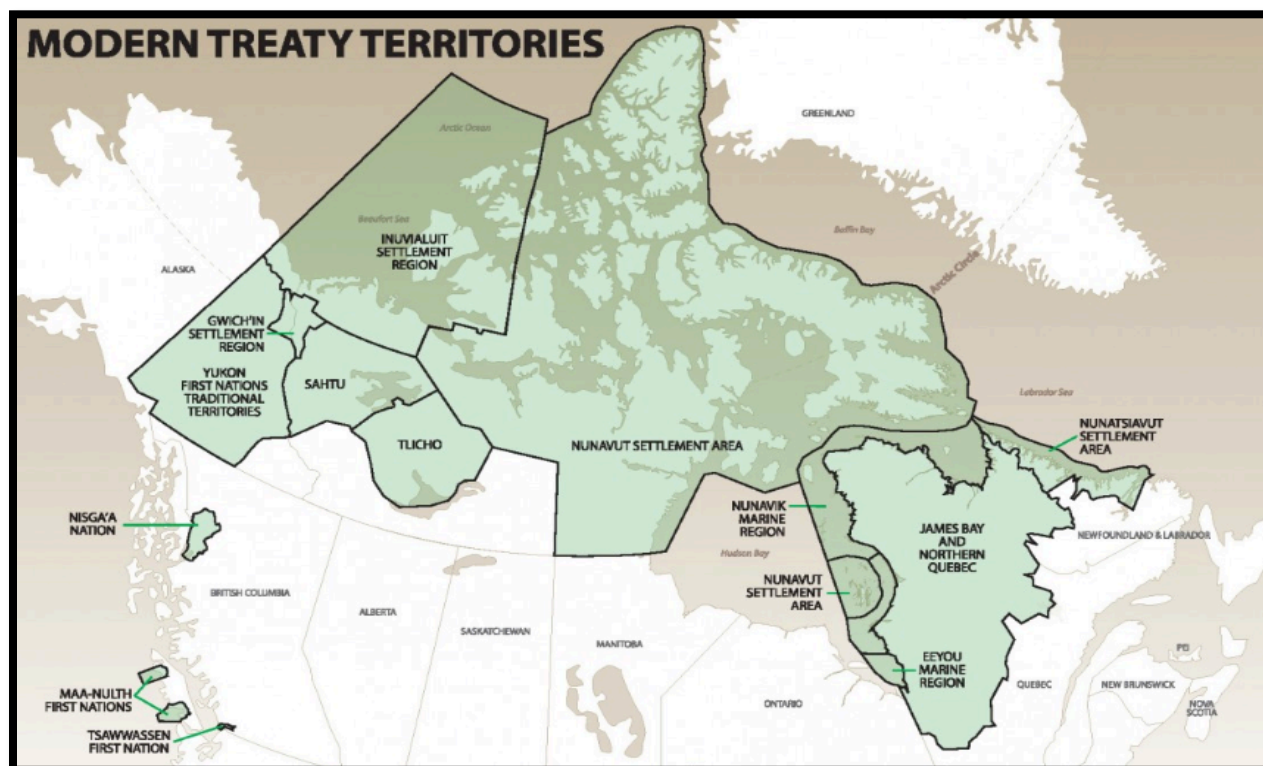 MODERN TREATY TERRITORIES
GREENLAND
Arctic Ocean
Beaufort Sea
INUVIALUIT
SETTLEMENT
REGION
Baffin Bay
Arctic Circle
ALASKA
GWICH'IN
SETTLEMENT
REGION
YUKON
FIRST NATIONS
TRADITIONAL
TERRITORIES
SAHTU
TLICHO
NUNAVUT SETTLEMENT AREA
Labrador Sea
NUNATSIAVUT
SETTLEMENT
AREA
NISGA'A
NATION
NUNAVIK
MARINE
REGION
JAMES BAY
AND
NORTHERN
QUEBEC
NEWFOUNDLAND & LABRADOR
Hudson Bay
NUNAVUT
SETTLEMENT
AREA
BRITISH COLUMBIA
ALBERTA
SASKATCHEWAN
MANITOBA
EEYOU
MARINE
REGION
ONTARIO
QUEBEC
PEI
NEW BRUNSWICK
NOVA
SCOTIA
MAA-NULTH
FIRST NATIONS
TSAWWASSEN
FIRST NATION